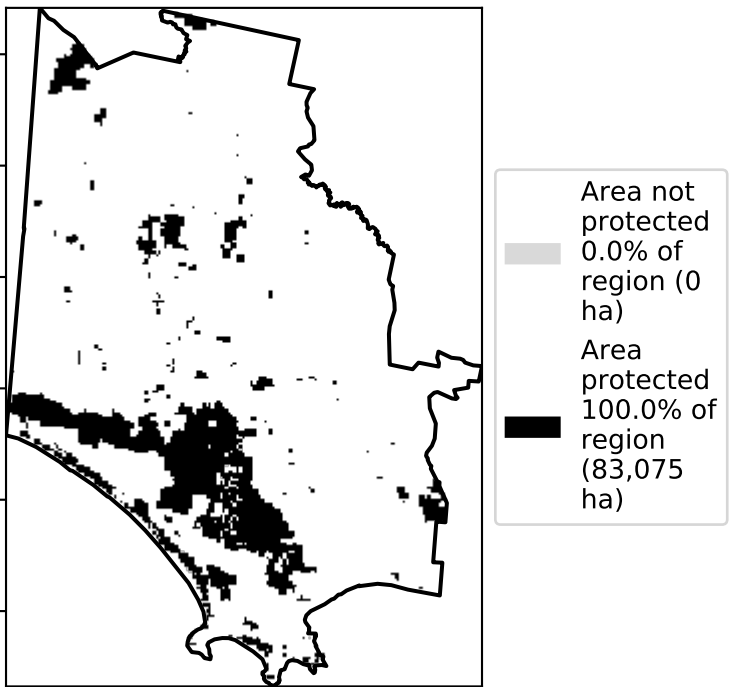 Area not
protected
0.0% of
region (0
ha)
Area
protected
100.0% of
region
(83,075
ha)